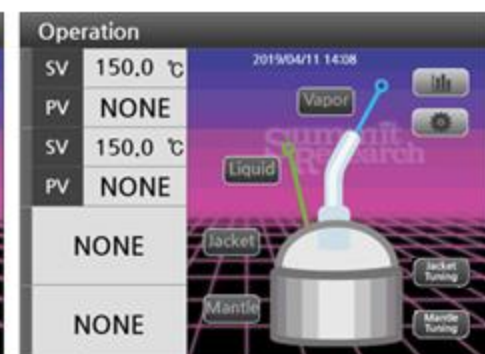 Operation
SV 150.0 ℃
PV NONE
SV 150.0 ℃
PV NONE
NONE
NONE
2019/04/11 14:08
Vapor
Summit
Research
Liquid
Jacket
Mantle
Jacket
Tuning
Mantle
Tuning